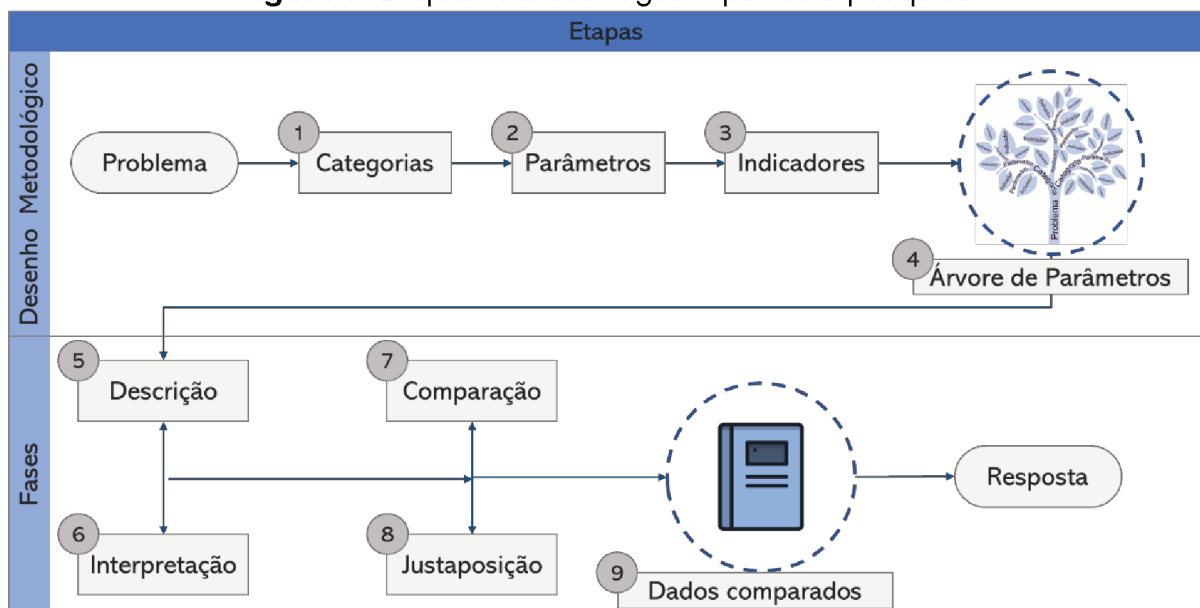 Etapas
Desenho Metodológico
Problema
1
Categorias
2
Parâmetros
3
Indicadores
Problema
4
Árvore de Parâmetros
Fases
5
Descrição
7
Comparação
Resposta
6
Interpretação
8
Justaposição
9
Dados comparados